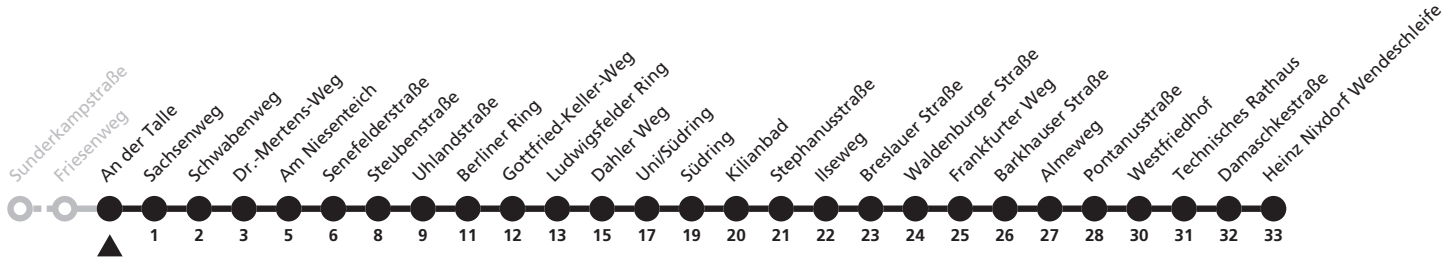 Sunderkampstraße
Friesenweg
An der Talle
Sachsenweg
Schwabenweg
Dr.-Mertens-Weg
Am Niesenteich
Senefelderstraße
Steubenstraße
Uhlandstraße
Berliner Ring
Gottfried-Keller-Weg
Ludwigsfelder Ring
Dahler Weg
Uni/Südring
Südring
Kilianbad
Stephanusstraße
Ilseweg
Breslauer Straße
Waldenburger Straße
Frankfurter Weg
Barkhauser Straße
Almeweg
Pontanusstraße
Westfriedhof
Technisches Rathaus
Damaschkestraße
Heinz Nixdorf Wendeschleife
1 2 3 5 6 8 9 11 12 13 15 17 19 20 21 22 23 24 25 26 27 28 30 31 32 33